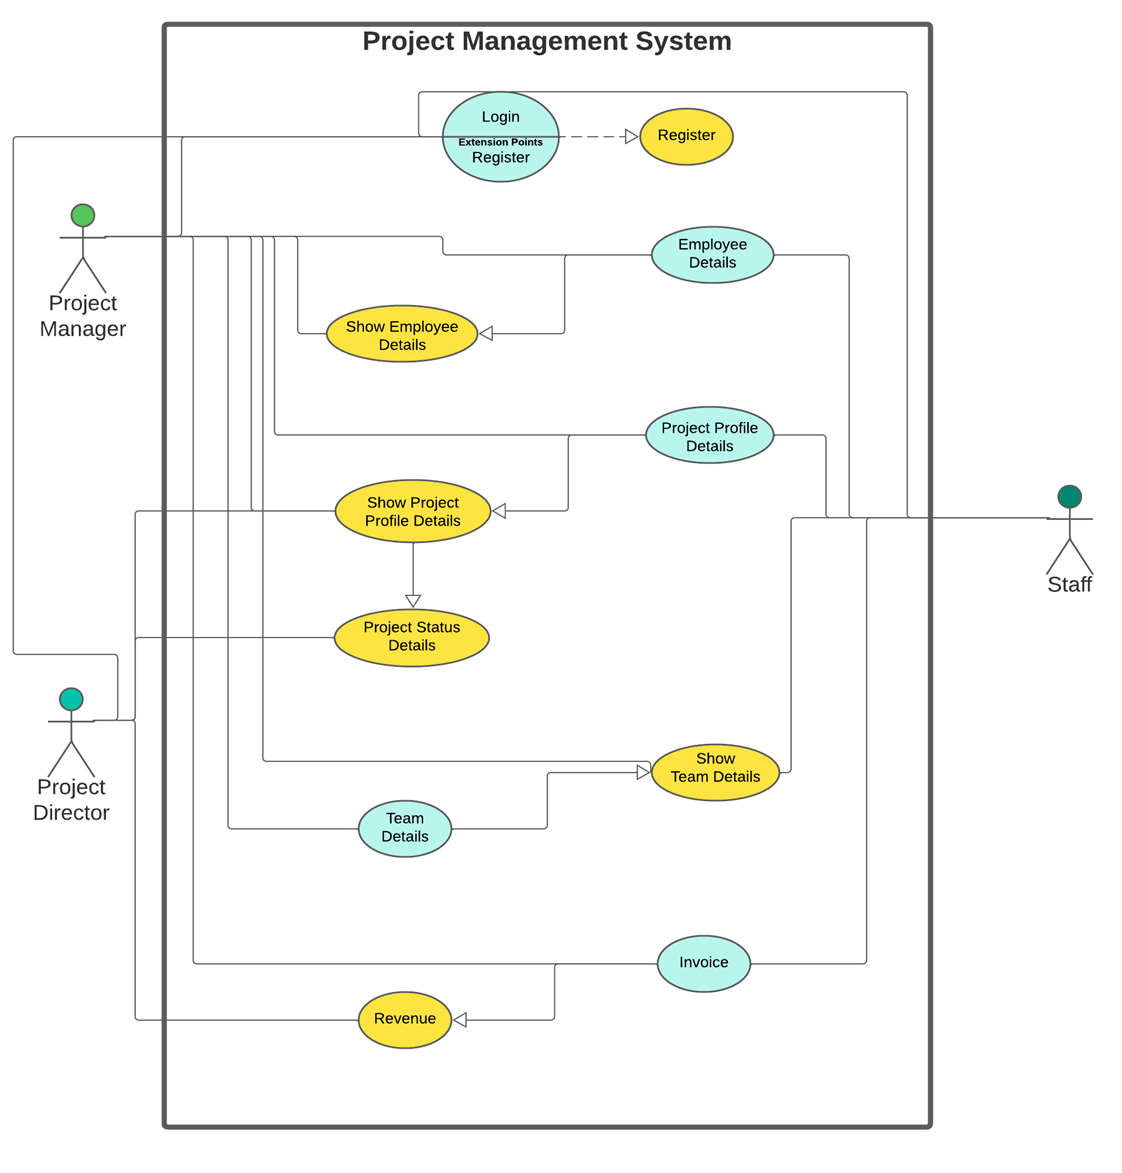 Project Management System
Login
Extension Points
Register
Register
Employee
Details
Project
Manager
Show Employee
Details
Project Profile
Details
Show Project
Profile Details
Staff
Project Status
Details
Project
Director
Show
Team Details
Team
Details
Invoice
Revenue